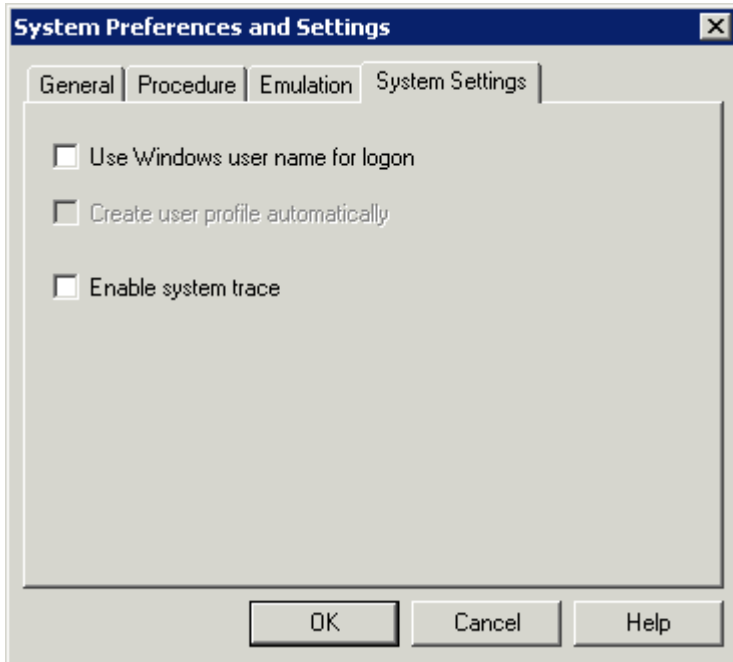 System Preferences and Settings
General Procedure Emulation System Settings
Use Windows user name for logon
Create user profile automatically
Enable system trace
OK Cancel Help